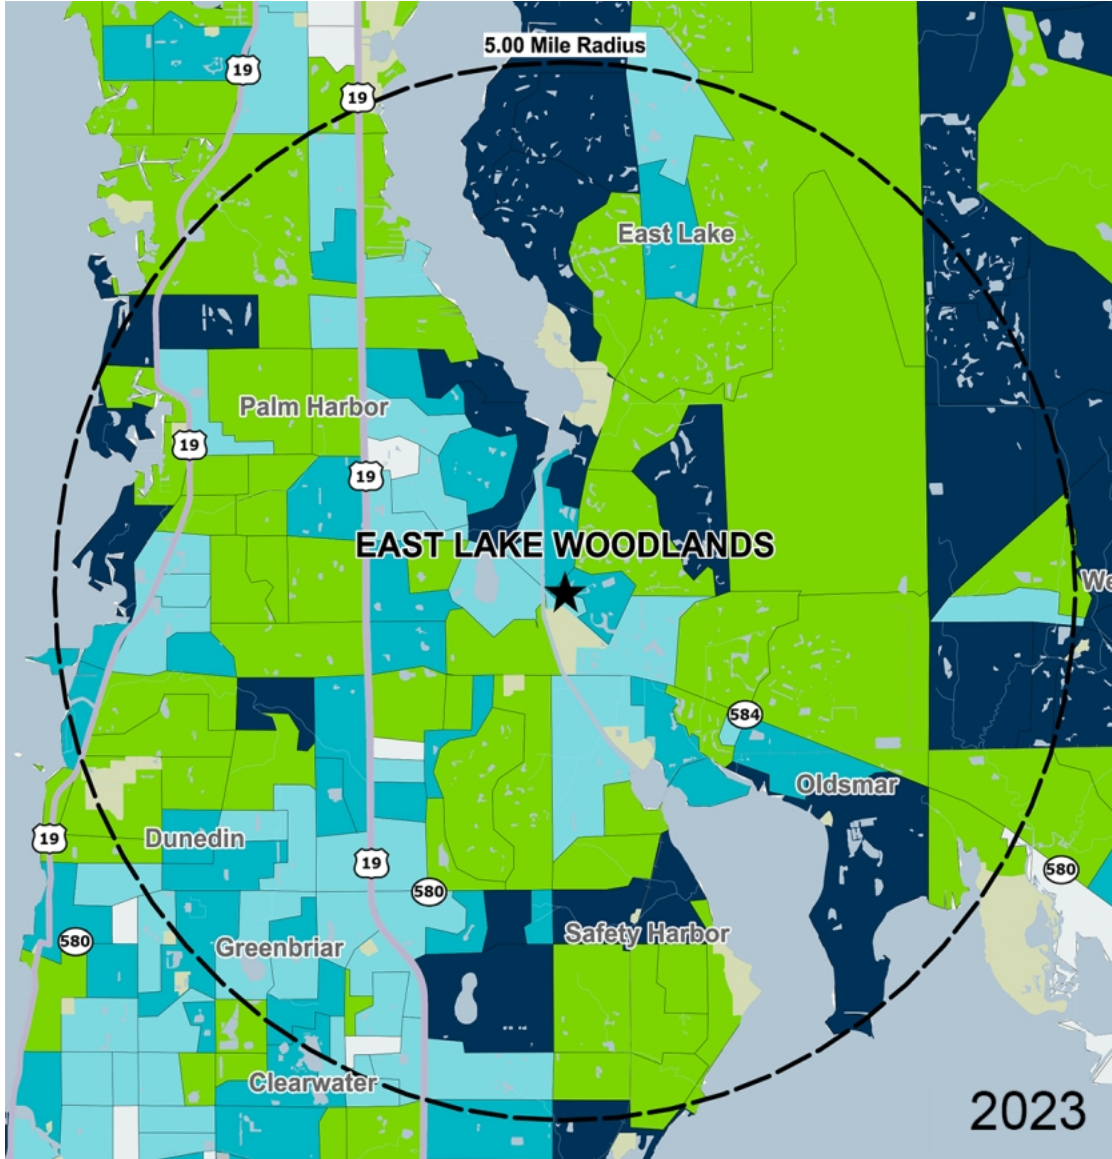 5.00 Mile Radius
19
19
East Lake
Palm Harbor
19
19
EAST LAKE WOODLANDS
We
584
Oldsmar
Dunedin
19
19
580
580
Safety Harbor
580
Greenbriar
Clearwater
2023